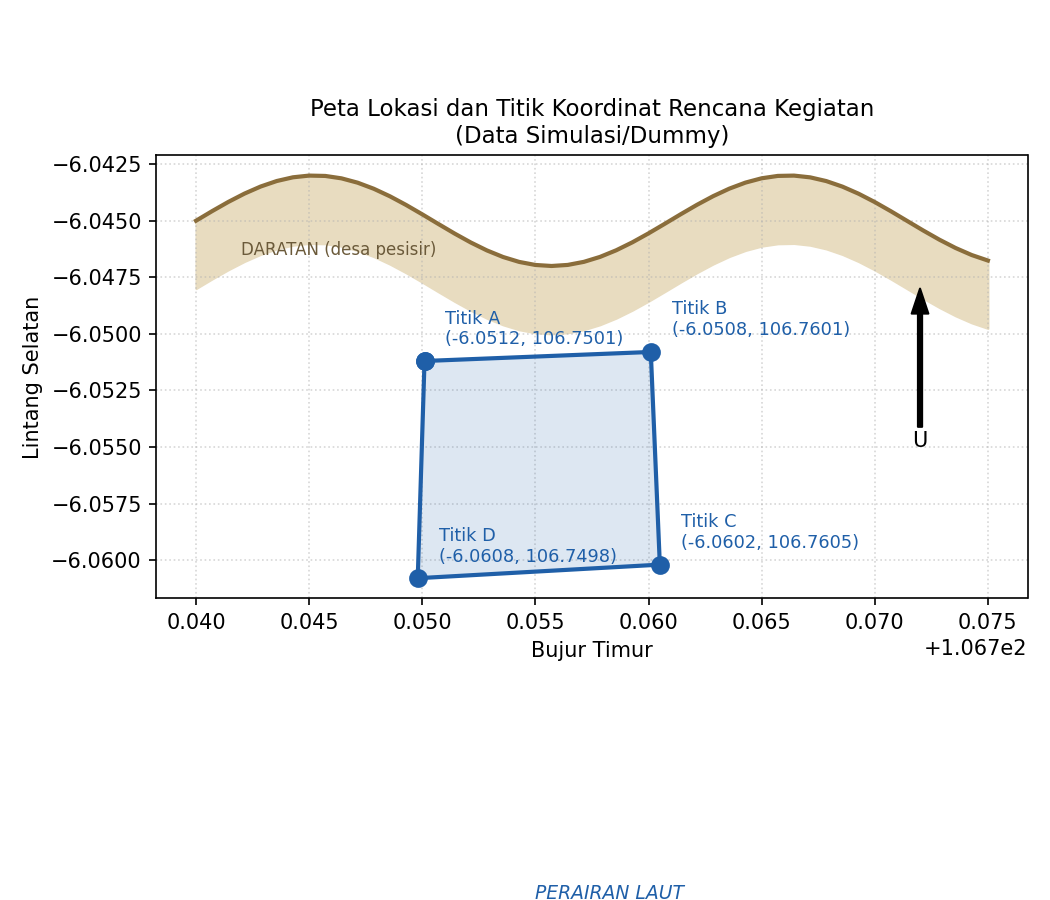 Peta Lokasi dan Titik Koordinat Rencana Kegiatan
(Data Simulasi/Dummy)
Lintang Selatan
−6.0425
−6.0450
−6.0475
−6.0500
−6.0525
−6.0550
−6.0575
−6.0600
DARATAN (desa pesisir)
Titik A
(-6.0512, 106.7501)
Titik B
(-6.0508, 106.7601)
U
Titik C
(-6.0602, 106.7605)
Titik D
(-6.0608, 106.7498)
0.040 0.045 0.050 0.055 0.060 0.065 0.070 0.075
+1.067e2
Bujur Timur
PERAIRAN LAUT